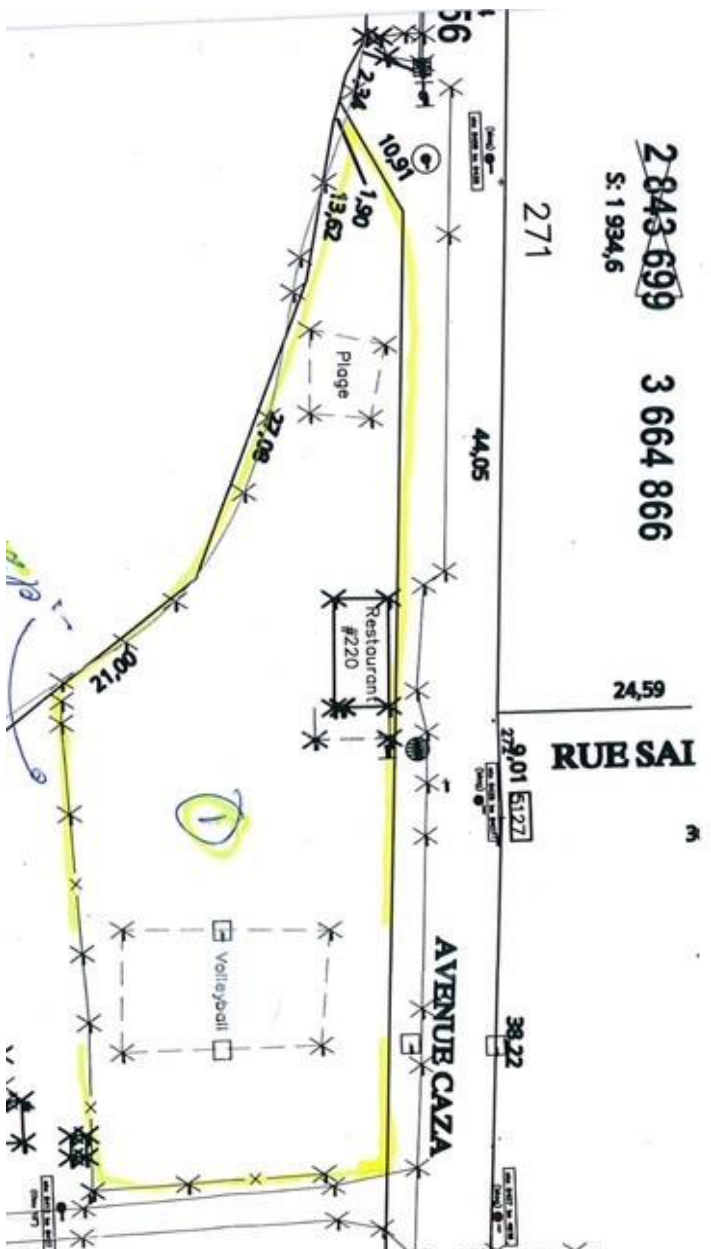 56
2,34
10,91
1,90
13,62
2 843 699
3 664 866
S: 1 934,6
271
Plage
27,08
44,05
Restaurant
#220
24,59
21,00
RUE SAI
9,01
5127
1
Volleyball
AVENUE CAZA
38,22